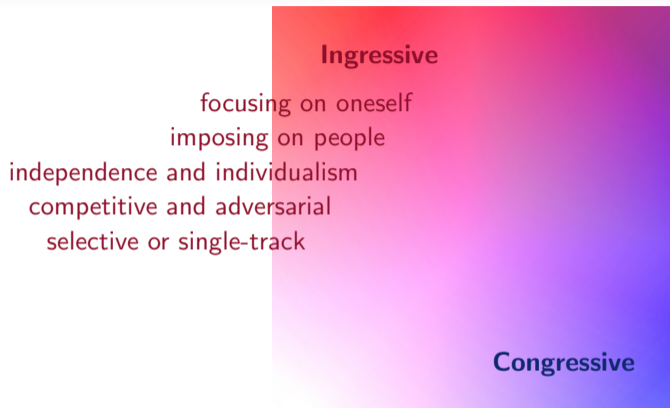 Ingressive
focusing on oneself
imposing on people
independence and individualism
competitive and adversarial
selective or single-track
Congressive